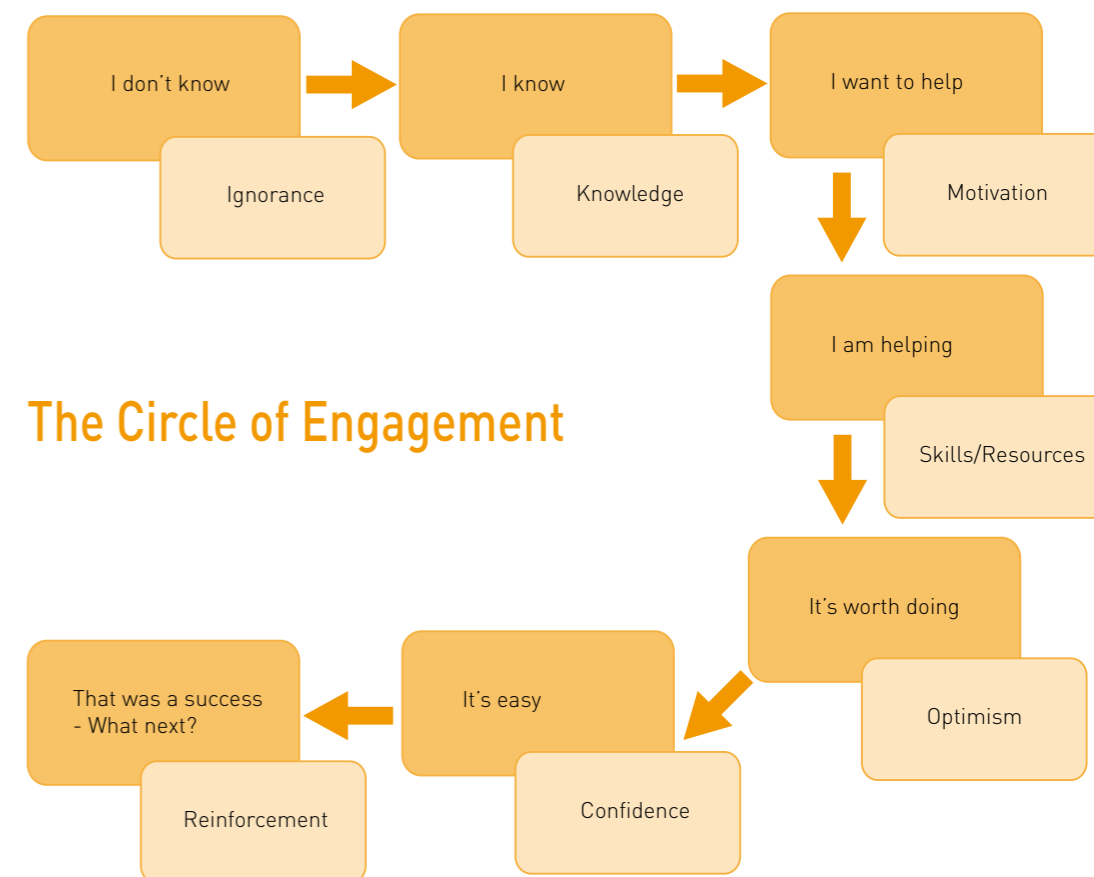 I don't know
Ignorance
I know
Knowledge
I want to help
Motivation
I am helping
Skills/Resources
The Circle of Engagement
It's worth doing
Optimism
It's easy
Confidence
That was a success
- What next?
Reinforcement